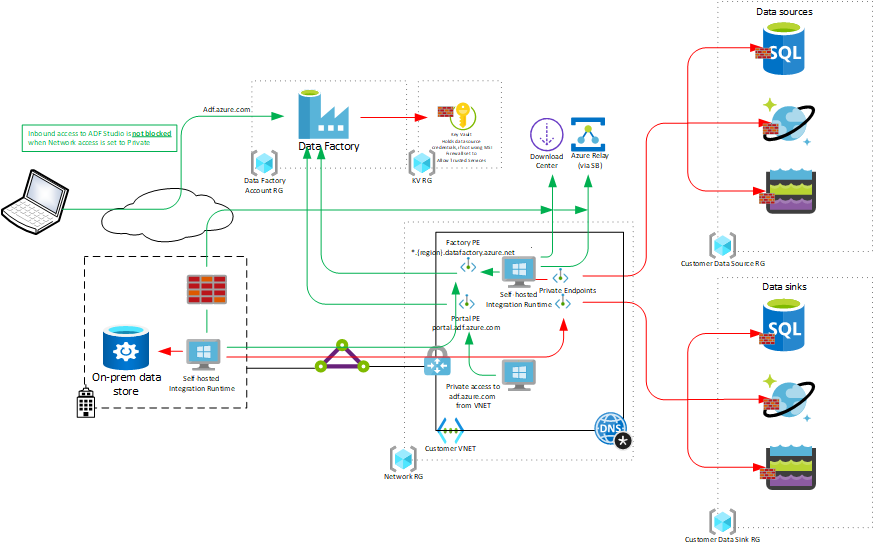 Data sources
SQL
Adf.azure.com
Inbound access to ADF Studio is not blocked
when Network access is set to Private
Data Factory
Key Vault
Holds data source
credentials, if not using MSI
Firewall set to
Allow Trusted Services
Download
Center
Azure Relay
(via SB)
Data Factory
Account RG
KV RG
Factory PE
*.{region}.datafactory.azure.net
Customer Data Source RG
Self-hosted
Integration Runtime
Private Endpoints
Data sinks
SQL
Portal PE
portal.adf.azure.com
On-prem data
store
Self-hosted
Integration Runtime
Private access to
adf.azure.com
from VNET
DNS
*
Customer VNET
Network RG
Customer Data Sink RG